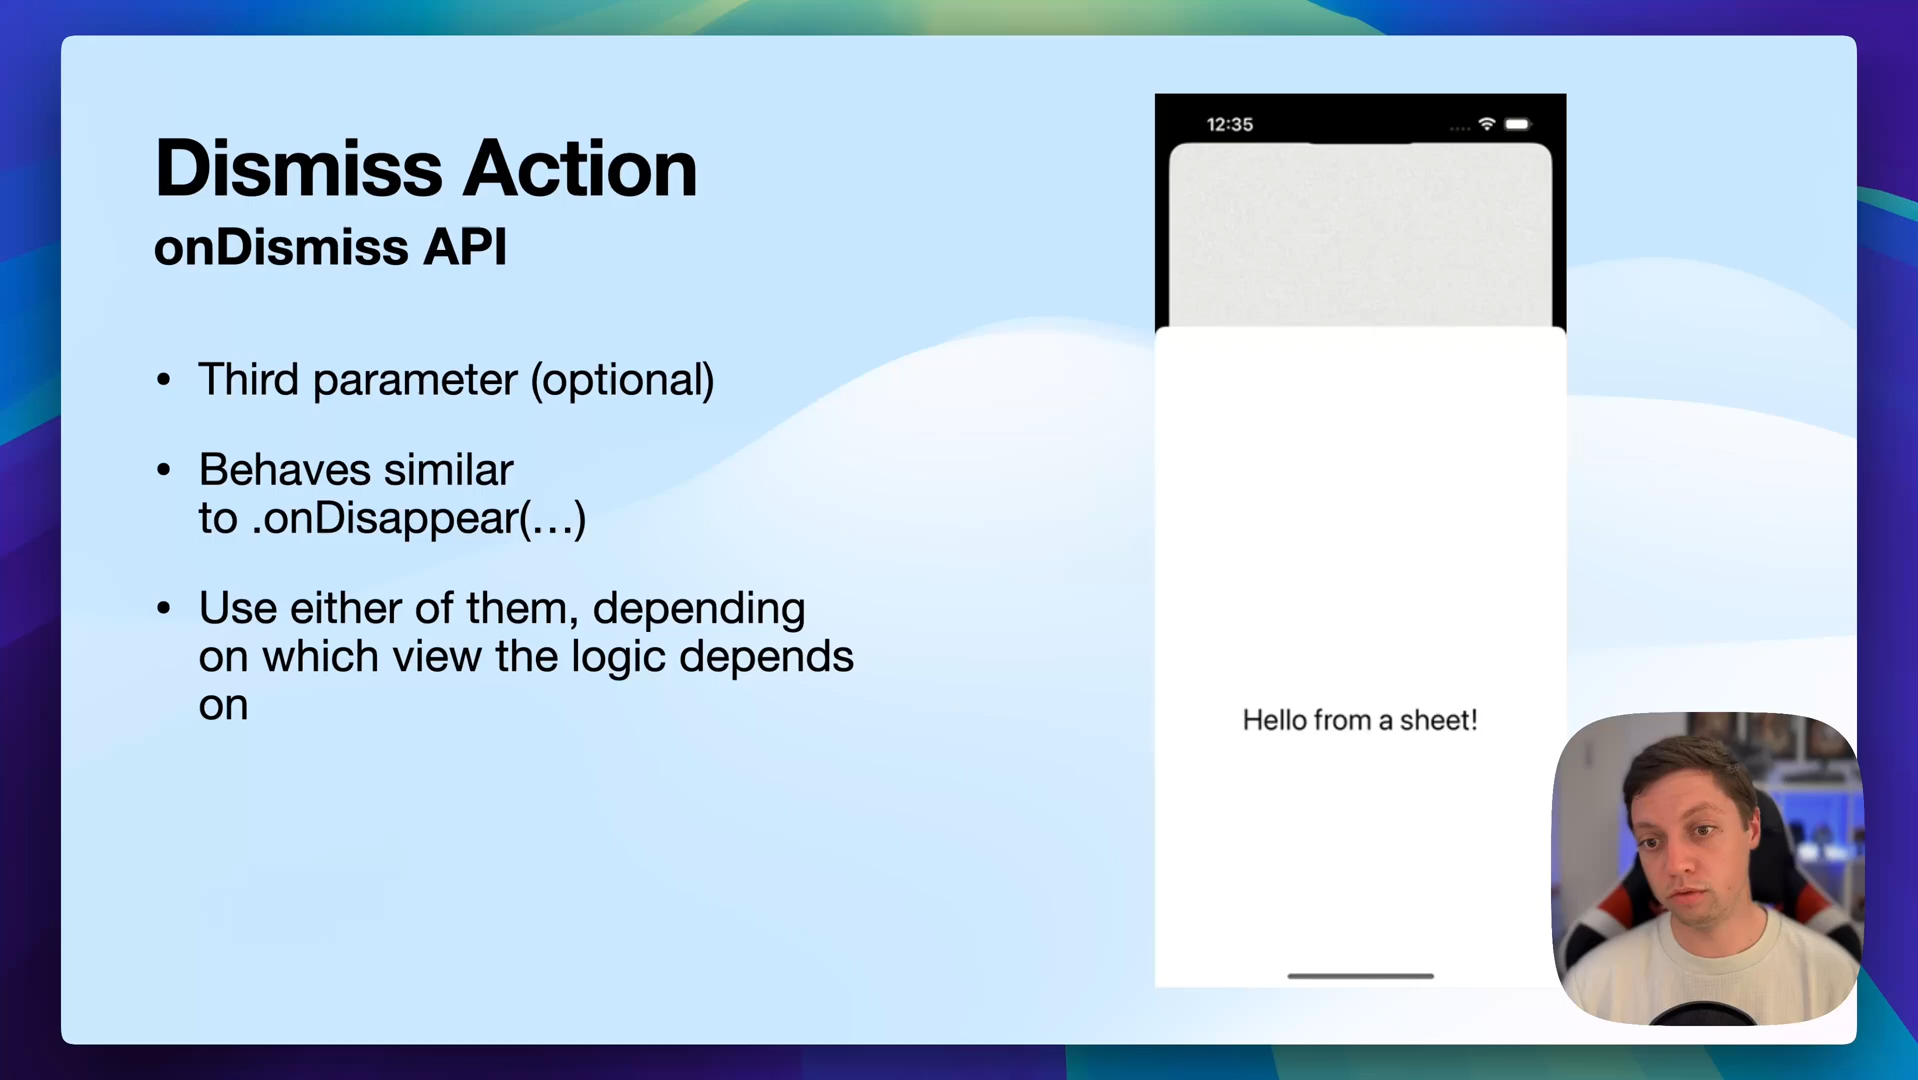 Dismiss Action
onDismiss API
• Third parameter (optional)
• Behaves similar
to .onDisappear(…)
• Use either of them, depending
on which view the logic depends
on
12:35
Hello from a sheet!